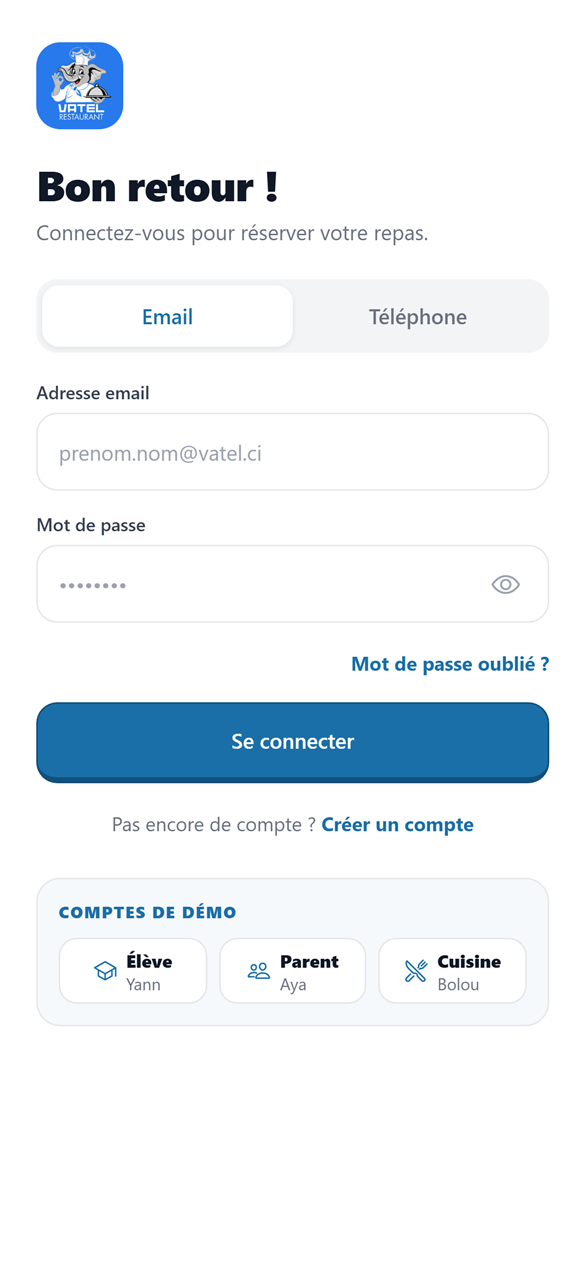 VATEL
RESTAURANT
Bon retour !
Connectez-vous pour réserver votre repas.
Email
Téléphone
Adresse email
prenom.nom@vatel.ci
Mot de passe
••••••••
Mot de passe oublié ?
Se connecter
Pas encore de compte ? Créer un compte
COMPTES DE DÉMO
Élève
Yann
Parent
Aya
Cuisine
Bolou